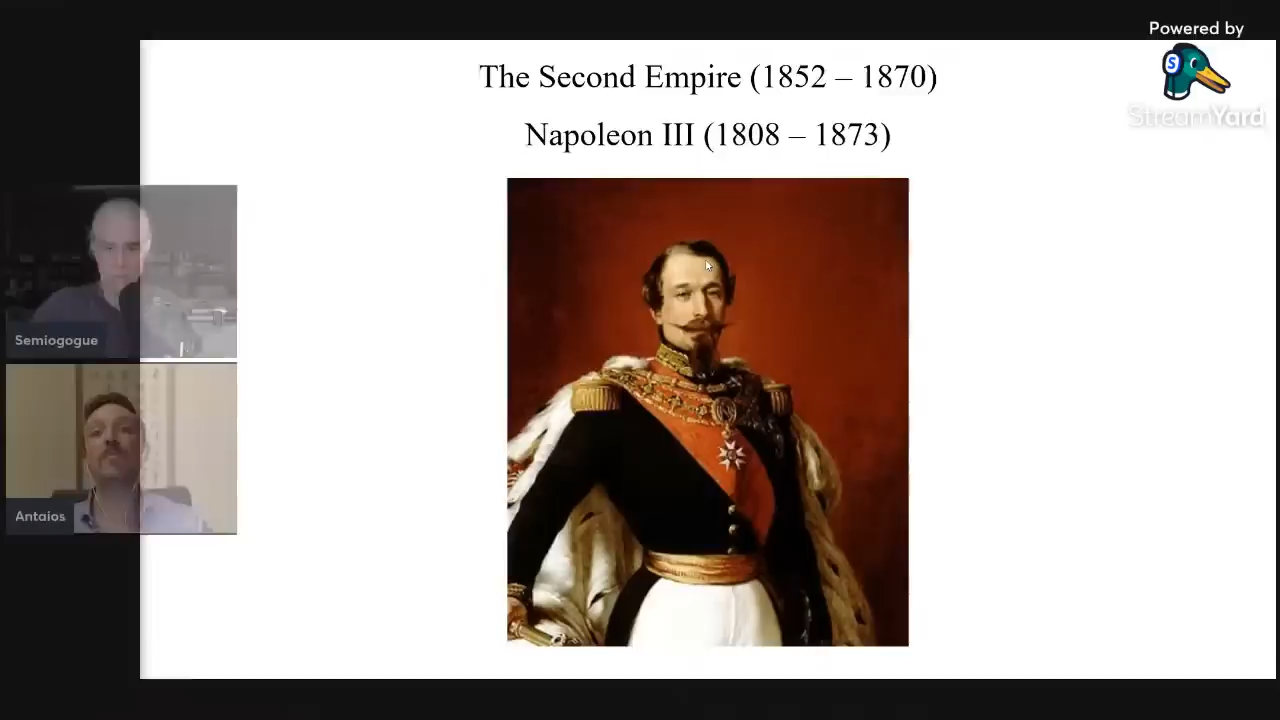 Powered by
S
StreamYard
The Second Empire (1852 – 1870)
Napoleon III (1808 – 1873)
Semiogogue
Antaios